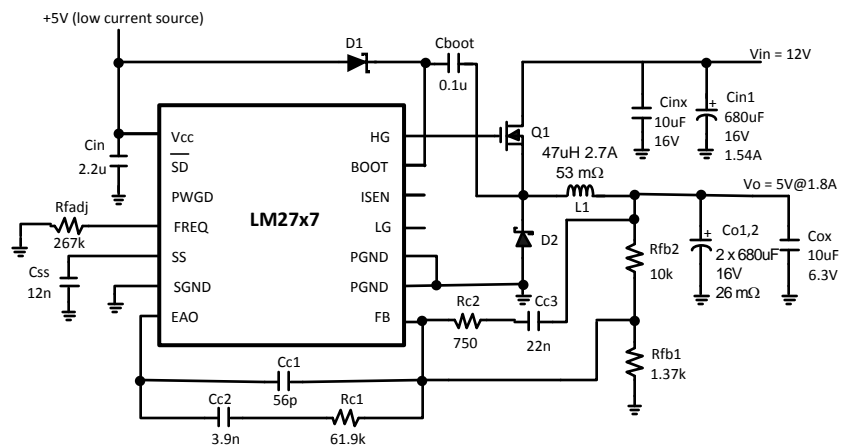 +5V (low current source)
D1
Cboot
0.1u
Vin = 12V
Cinx
10uF
16V
+
Cin1
680uF
16V
1.54A
Cin
2.2u
Vcc
SD
PWGD
FREQ
SS
SGND
EAO
LM27x7
HG
BOOT
ISEN
LG
PGND
PGND
FB
Q1
47uH 2.7A
53 mΩ
L1
D2
Vo = 5V@1.8A
+
Co1,2
2 x 680uF
16V
26 mΩ
Cox
10uF
6.3V
Rfadj
267k
Css
12n
Rfb2
10k
Rc2
750
Cc3
22n
Rfb1
1.37k
Cc1
56p
Cc2
3.9n
Rc1
61.9k